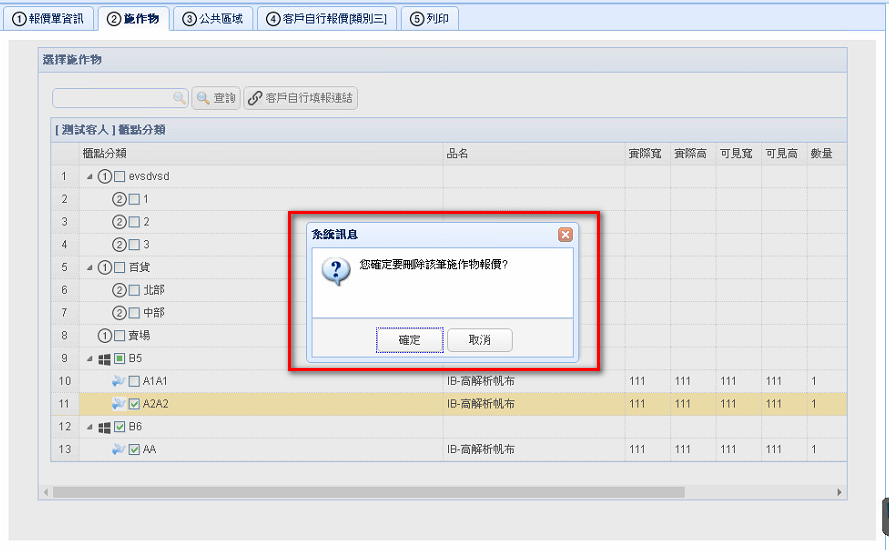 ①報價單資訊 ②施作物 ③公共區域 ④客戶自行報價[類別三] ⑤列印
選擇施作物
查詢 客戶自行填報連結
[ 測試客人 ] 櫃點分類
櫃點分類 品名 實際寬 實際高 可見寬 可見高 數量
1 ① evsdvsd
2 ② 1
3 ② 2
4 ② 3
5 ① 百貨
6 ② 北部
7 ② 中部
8 ① 賣場
9 B5
10 A1A1 IB-高解析帆布 111 111 111 111 1
11 A2A2 IB-高解析帆布 111 111 111 111 1
12 B6
13 AA IB-高解析帆布 111 111 111 111 1
系統訊息
您確定要刪除該筆施作物報價?
確定 取消